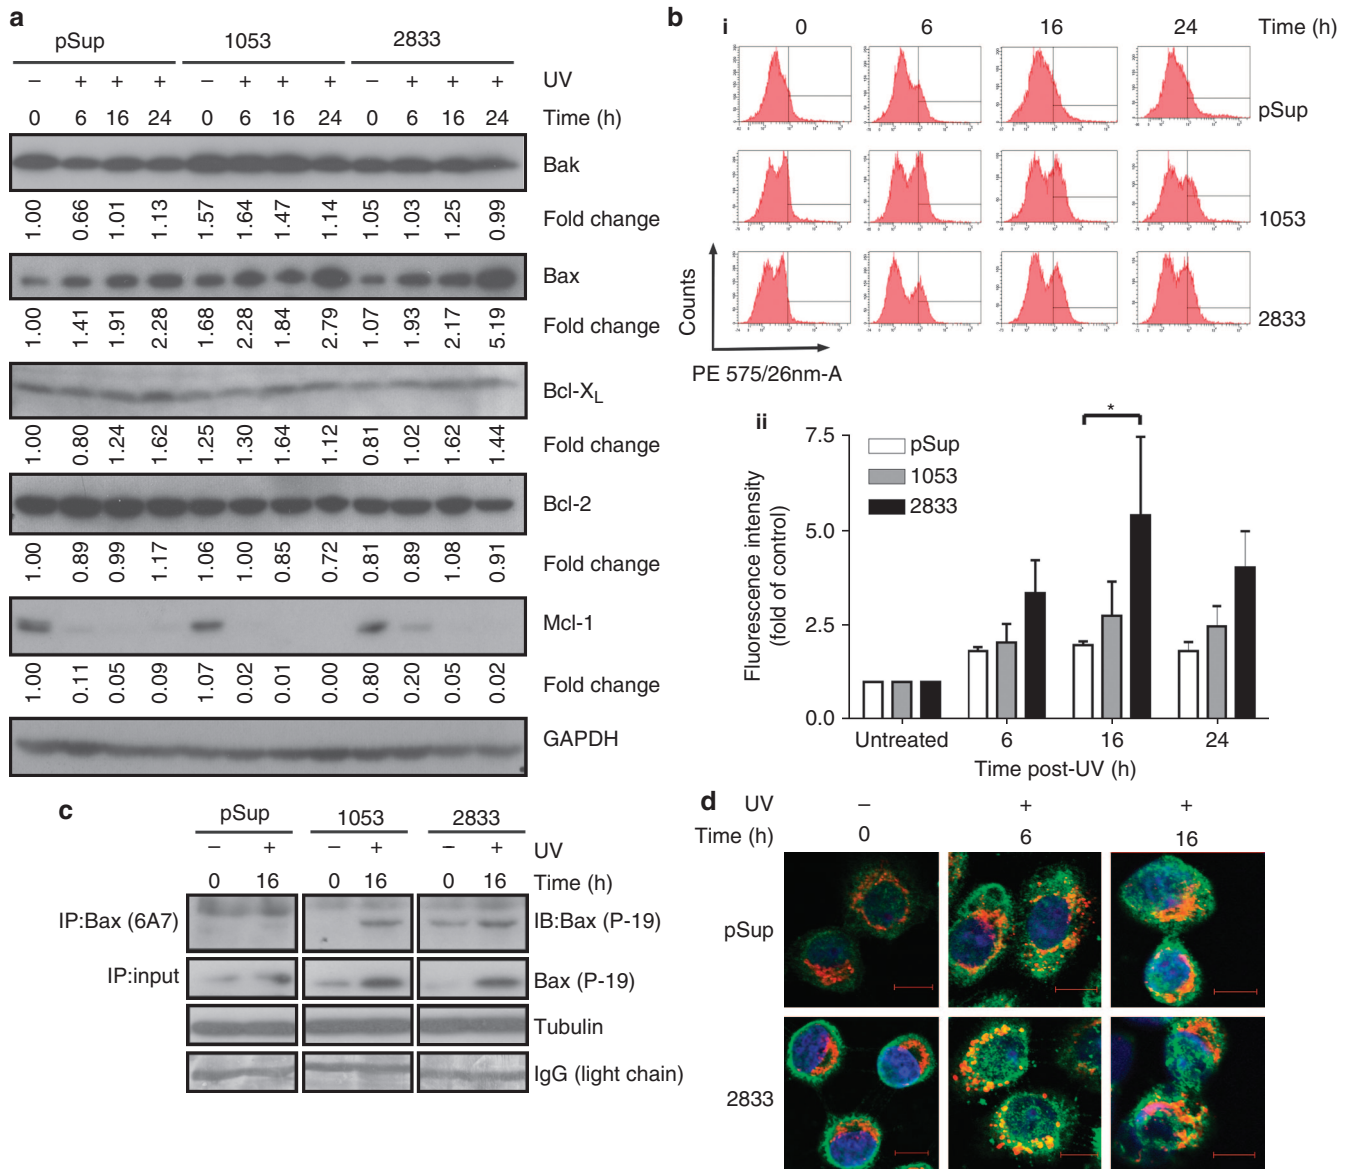 a
pSup 1053 2833
– + + + – + + + – + + + UV
0 6 16 24 0 6 16 24 0 6 16 24 Time (h)
Bak
1.00 0.66 1.01 1.13 1.57 1.64 1.47 1.14 1.05 1.03 1.25 0.99 Fold change
Bax
1.00 1.41 1.91 2.28 1.68 2.28 1.84 2.79 1.07 1.93 2.17 5.19 Fold change
Bcl-XL
1.00 0.80 1.24 1.62 1.25 1.30 1.64 1.12 0.81 1.02 1.62 1.44 Fold change
Bcl-2
1.00 0.89 0.99 1.17 1.06 1.00 0.85 0.72 0.81 0.89 1.08 0.91 Fold change
Mcl-1
1.00 0.11 0.05 0.09 1.07 0.02 0.01 0.00 0.80 0.20 0.05 0.02 Fold change
GAPDH
b
i 0 6 16 24 Time (h)
pSup
1053
2833
Counts
PE 575/26nm-A
ii
*
pSup
1053
2833
Fluorescence intensity
(fold of control)
7.5
5.0
2.5
0.0
Untreated 6 16 24
Time post-UV (h)
c
pSup 1053 2833
– + – + – + UV
0 16 0 16 0 16 Time (h)
IP:Bax (6A7) IB:Bax (P-19)
IP:input Bax (P-19)
Tubulin
IgG (light chain)
d
UV – + +
Time (h) 0 6 16
pSup
2833